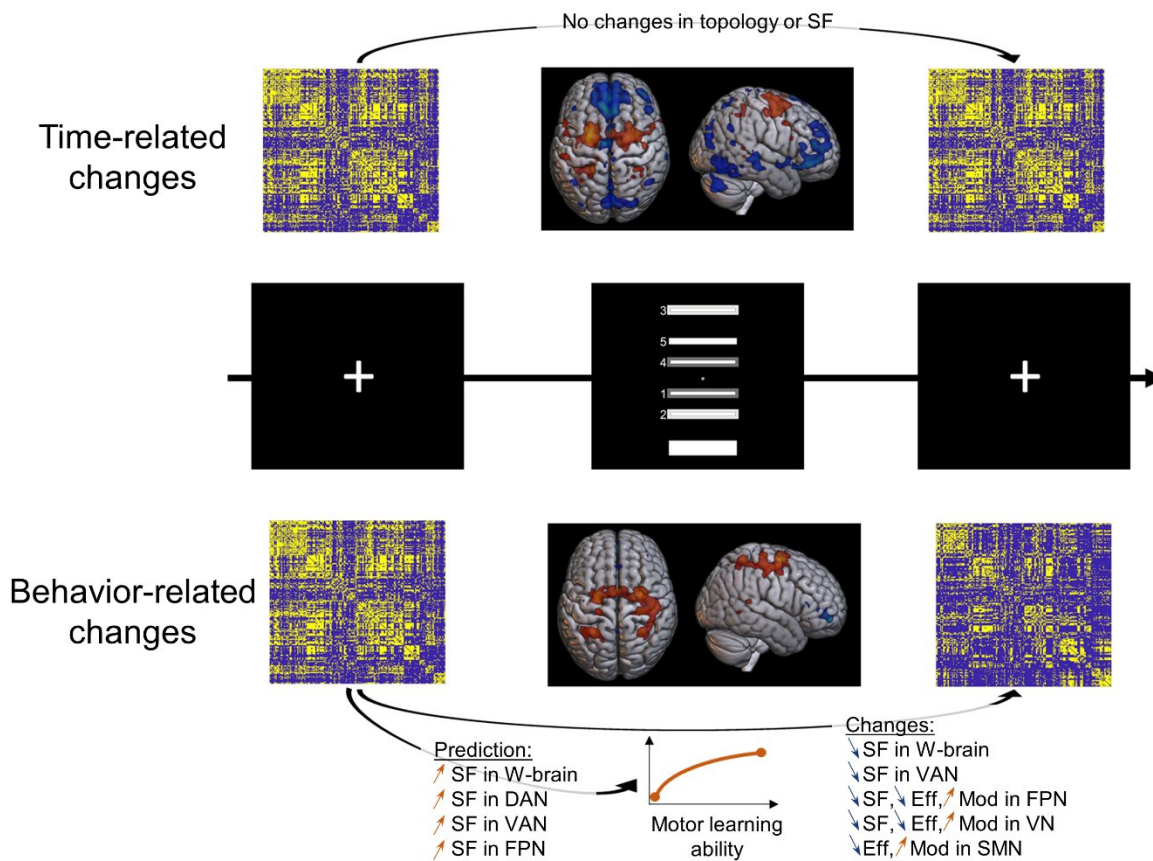 No changes in topology or SF
Time-related
changes
3
5
4
1
2
Behavior-related
changes
Prediction:
↗ SF in W-brain
↗ SF in DAN
↗ SF in VAN
↗ SF in FPN
Motor learning
ability
Changes:
↘ SF in W-brain
↘ SF in VAN
↘ SF, ↘ Eff, ↗ Mod in FPN
↘ SF, ↘ Eff, ↗ Mod in VN
↘ Eff, ↗ Mod in SMN